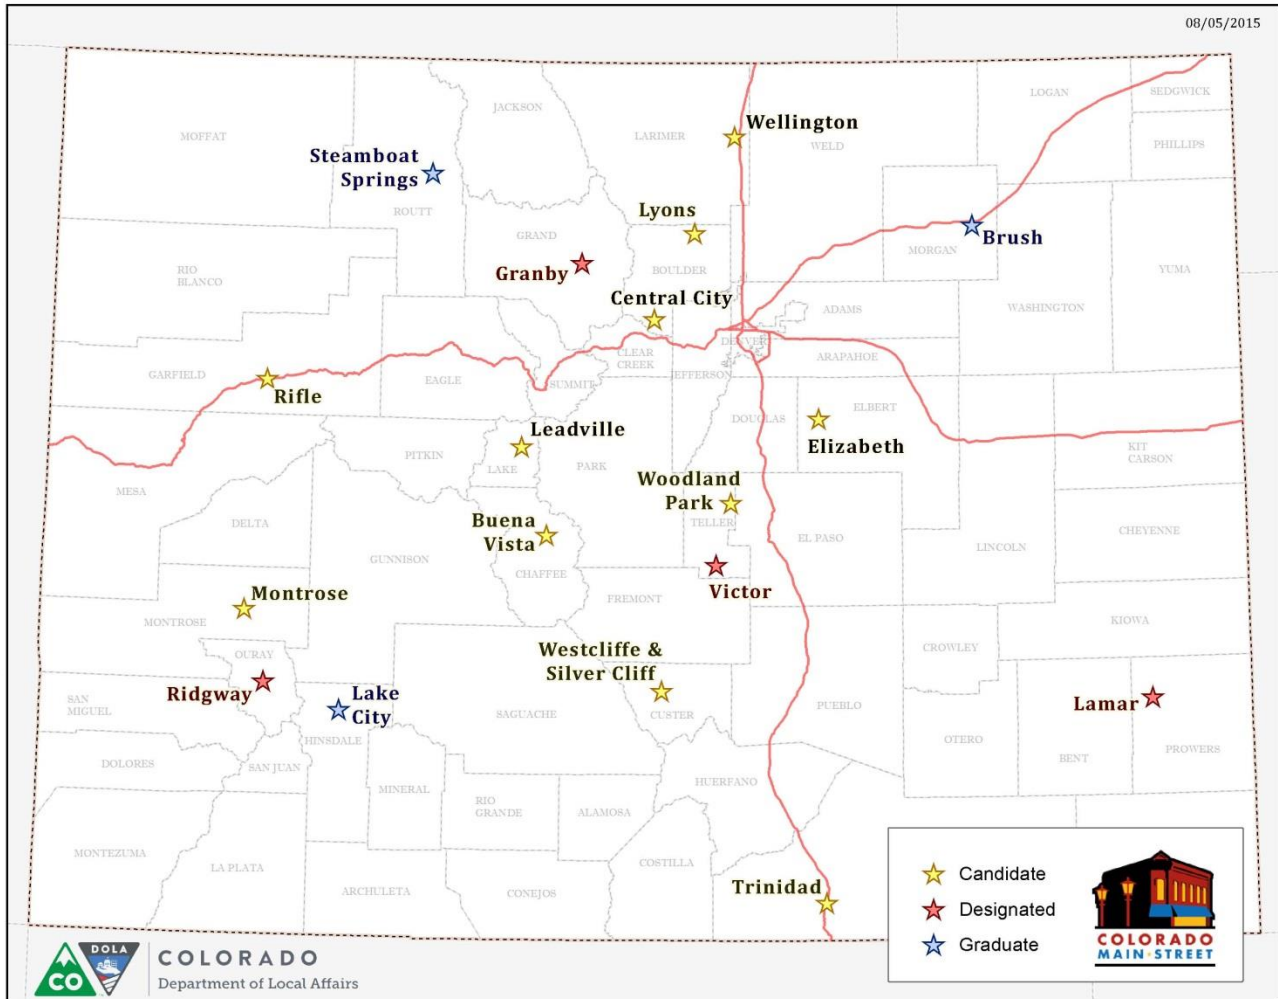 08/05/2015
JACKSON
LOGAN
SEDGWICK
MOFFAT
LARIMER
Wellington
WELD
PHILLIPS
Steamboat
Springs
ROUTT
Lyons
GRAND
Brush
MORGAN
Granby
BOULDER
RIO
BLANCO
YUMA
Central City
WASHINGTON
ADAMS
DENVER
CLEAR
CREEK
ARAPAHOE
GARFIELD
EAGLE
SUMMIT
JEFFERSON
Rifle
ELBERT
DOUGLAS
Leadville
Elizabeth
KIT
CARSON
PITKIN
LAKE
PARK
Woodland
Park
MESA
TELLER
DELTA
Buena
Vista
EL PASO
CHEYENNE
LINCOLN
GUNNISON
CHAFFEE
Victor
Montrose
FREMONT
MONTROSE
KIOWA
CROWLEY
OURAY
Westcliffe &
Silver Cliff
Ridgway
Lake
City
SAN
MIGUEL
SAGUACHE
CUSTER
PUEBLO
Lamar
HINSDALE
OTERO
PROWERS
BENT
DOLORES
SAN JUAN
MINERAL
HUERFANO
RIO
GRANDE
ALAMOSA
MONTEZUMA
LA PLATA
COSTILLA
ARCHULETA
CONEJOS
Trinidad
Candidate
Designated
Graduate
COLORADO
MAIN STREET
CO
DOLA
COLORADO
Department of Local Affairs